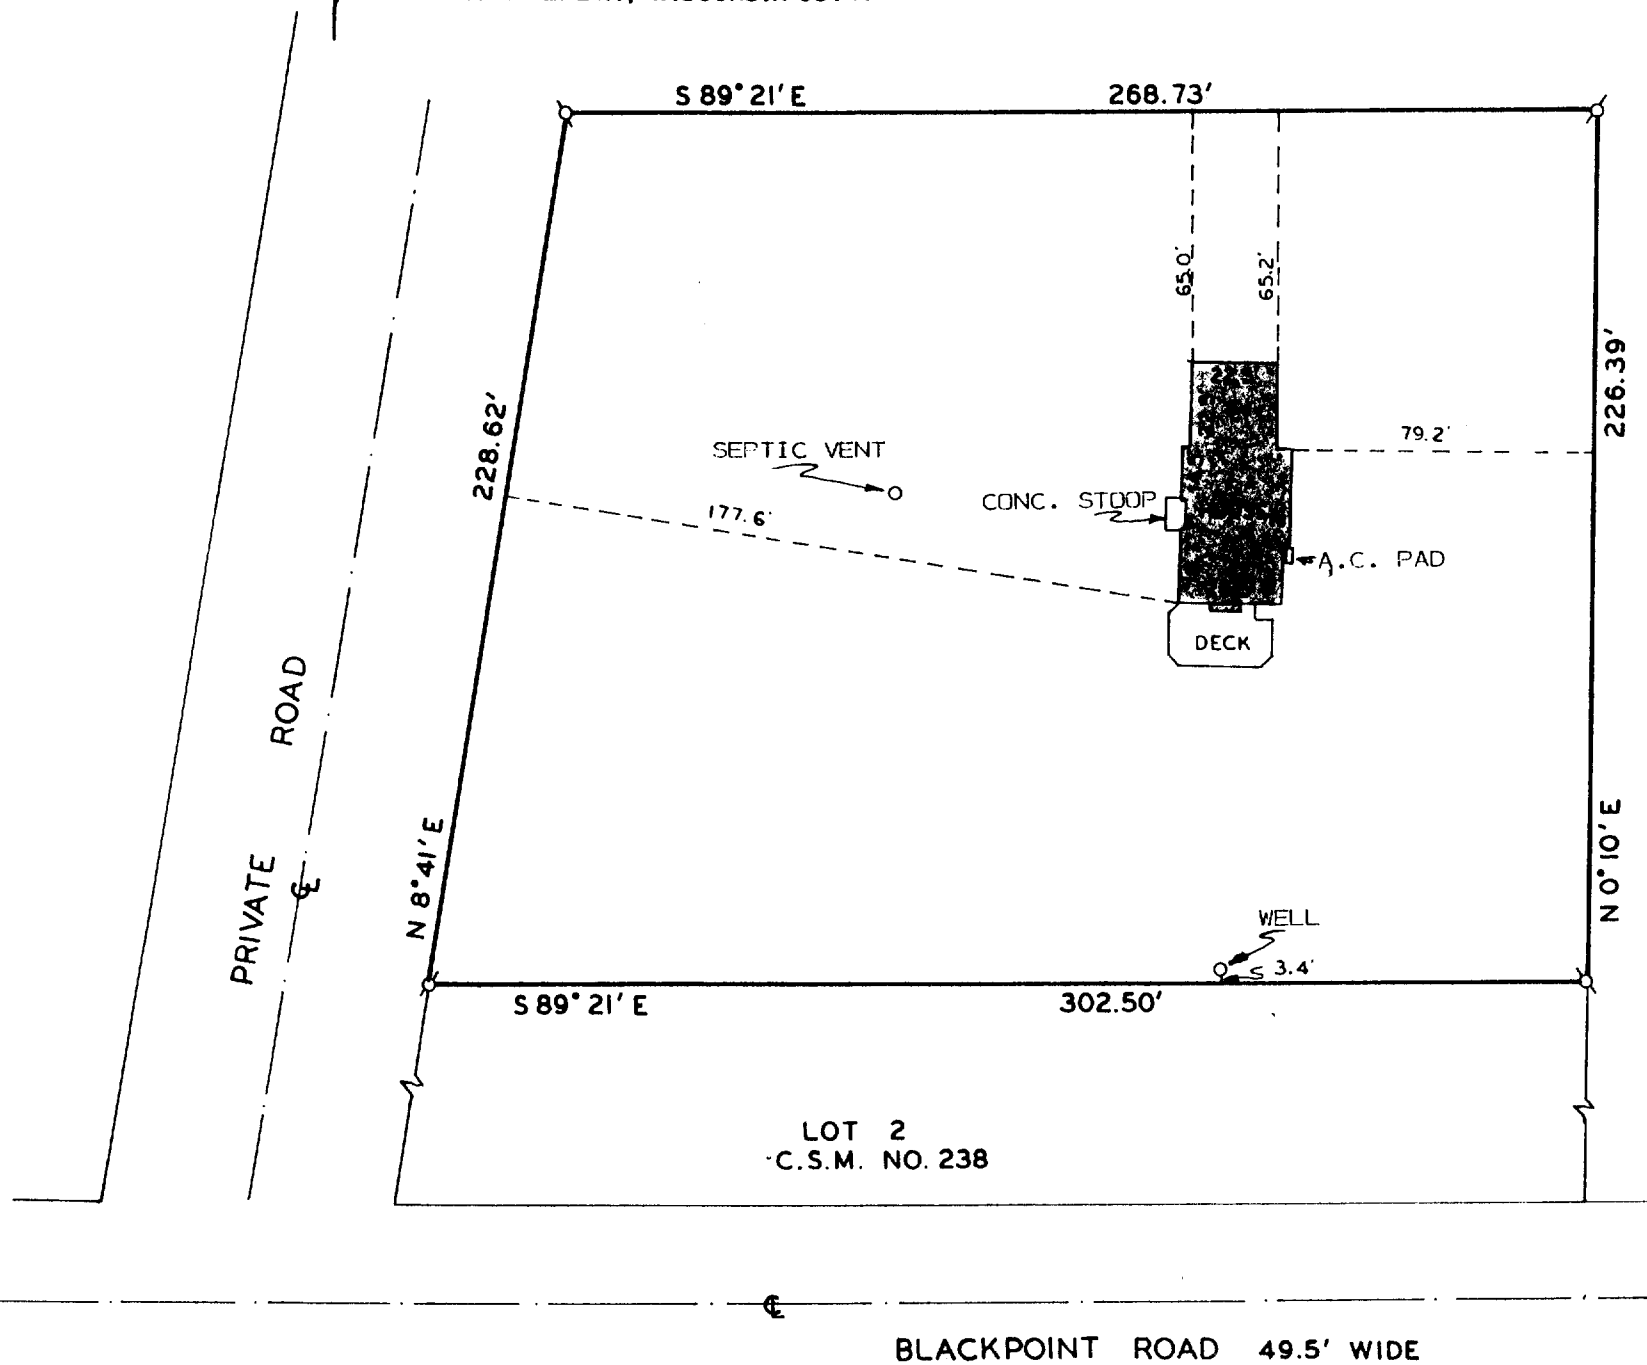 S 89° 21' E 268.73'
65.0'
65.2'
226.39'
228.62'
79.2'
SEPTIC VENT
CONC. STOOP
177.6'
A.C. PAD
DECK
PRIVATE ROAD
N 8° 41' E
N 0° 10' E
WELL
3.4'
S 89° 21' E 302.50'
LOT 2
C.S.M. NO. 238
BLACKPOINT ROAD 49.5' WIDE